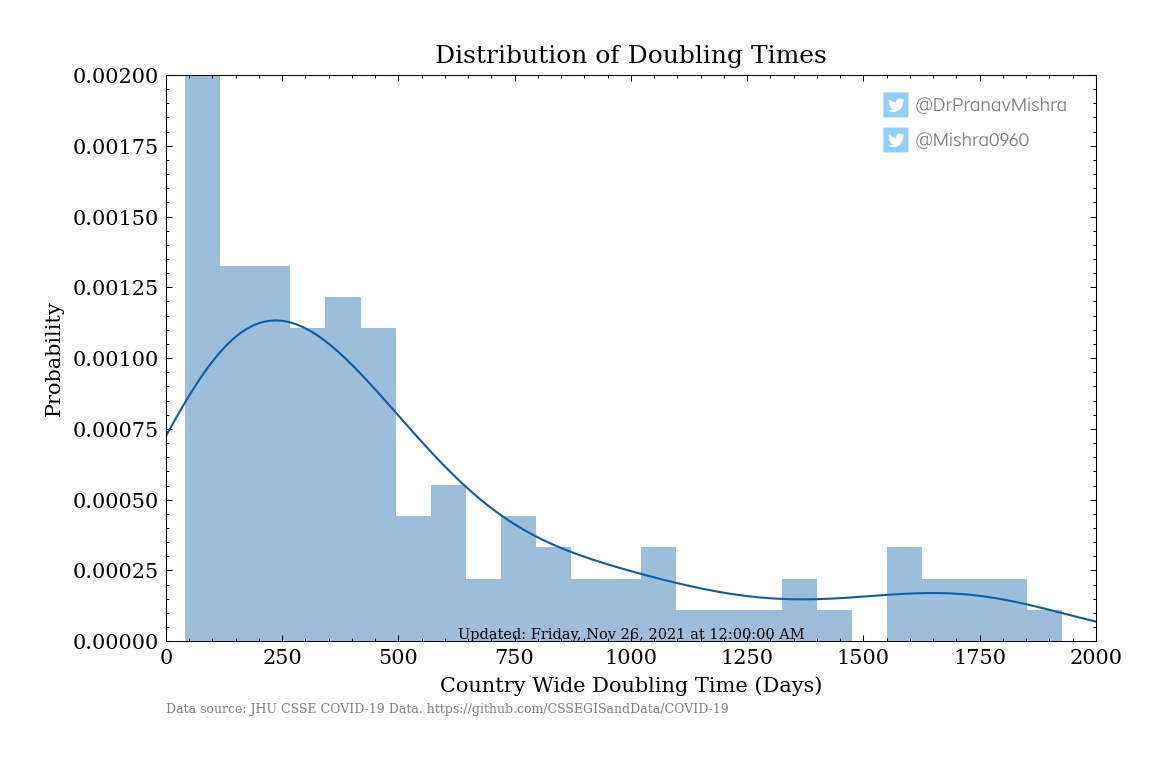 Distribution of Doubling Times
@DrPranavMishra
@Mishra0960
0.00200
0.00175
0.00150
0.00125
0.00100
0.00075
0.00050
0.00025
0.00000
Probability
Updated: Friday, Nov 26, 2021 at 12:00:00 AM
0 250 500 750 1000 1250 1500 1750 2000
Country Wide Doubling Time (Days)
Data source: JHU CSSE COVID-19 Data. https://github.com/CSSEGISandData/COVID-19